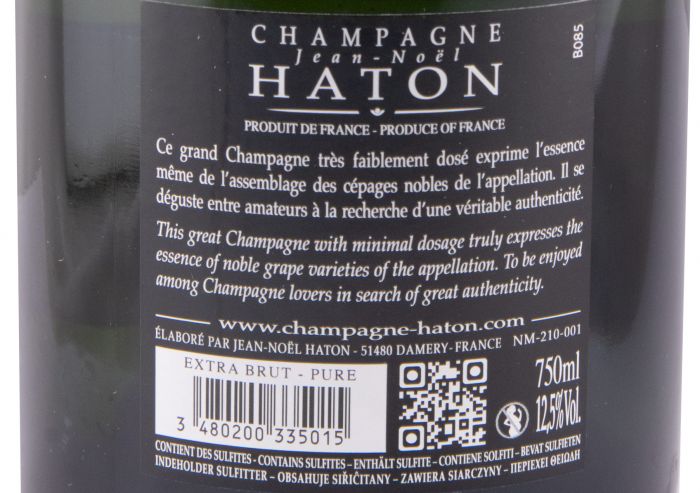 CHAMPAGNE
Jean-Noël
HATON
B085
PRODUIT DE FRANCE - PRODUCE OF FRANCE
Ce grand Champagne très faiblement dosé exprime l'essence
même de l'assemblage des cépages nobles de l'appellation. Il se
déguste entre amateurs à la recherche d'une véritable authenticité.
This great Champagne with minimal dosage truly expresses the
essence of noble grape varieties of the appellation. To be enjoyed
among Champagne lovers in search of great authenticity.
www.champagne-haton.com
ÉLABORÉ PAR JEAN-NOËL HATON - 51480 DAMERY-FRANCE NM-210-001
EXTRA BRUT - PURE
3 480200 335015
750ml
12,5% Vol.
CONTIENT DES SULFITES - CONTAINS SULFITES - ENTHÄLT SULFITE - CONTIENE SOLFITI - BEVAT SULFIETEN
INDEHOLDER SULFITTER - OBSAHUJE SIŘIČITANY - ZAWIERA SIARCZYNY - ΠΕΡΙΕΧΕΙ ΘΕΙΩΔΗ